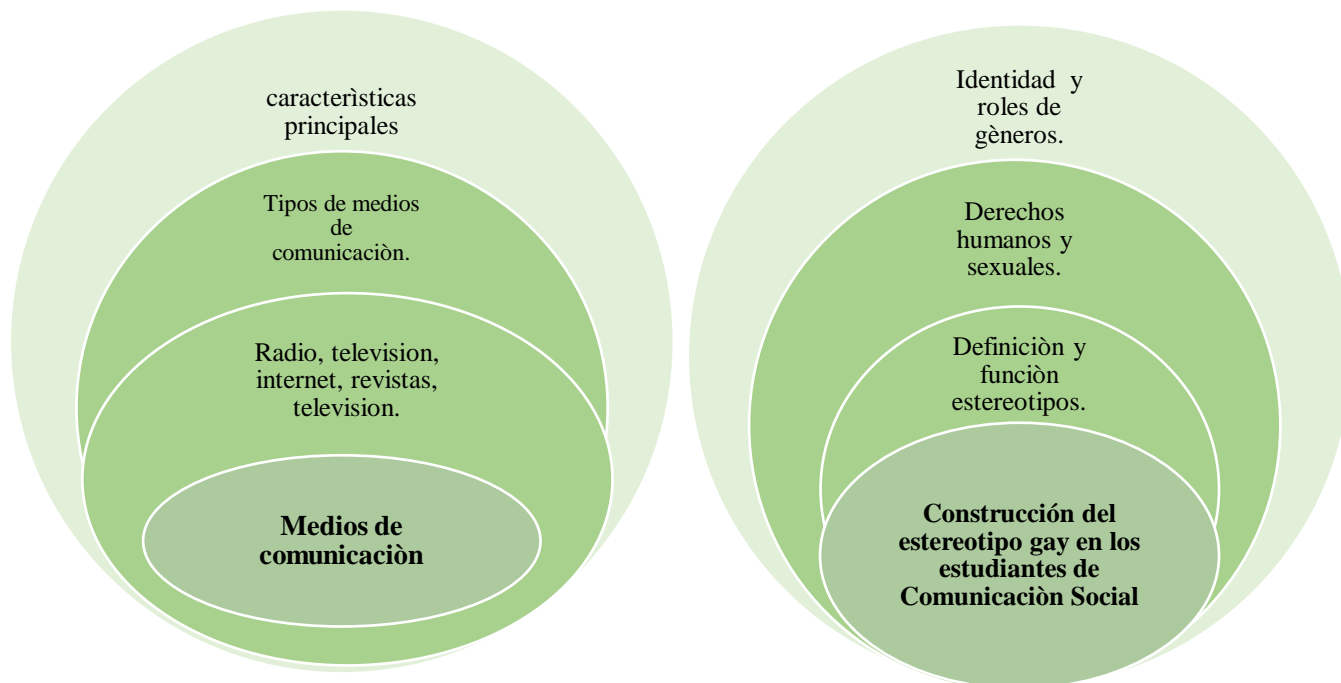 caracterìsticas
principales
Tipos de medios
de
comunicaciòn.
Radio, television,
internet, revistas,
television.
Medios de
comunicaciòn
Identidad y
roles de
gèneros.
Derechos
humanos y
sexuales.
Definiciòn y
funciòn
estereotipos.
Construcción del
estereotipo gay en los
estudiantes de
Comunicaciòn Social